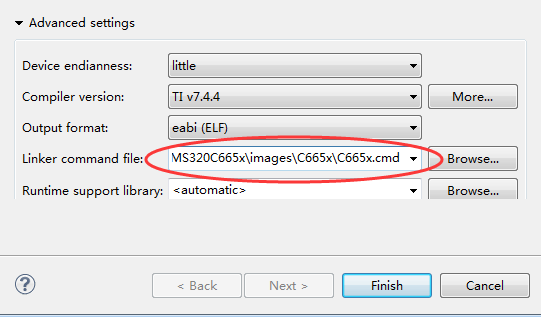 Advanced settings
Device endianness: little
Compiler version: TI v7.4.4 More...
Output format: eabi (ELF)
Linker command file: MS320C665x\images\C665x\C665x.cmd Browse...
Runtime support library: <automatic> Browse...
? < Back Next > Finish Cancel